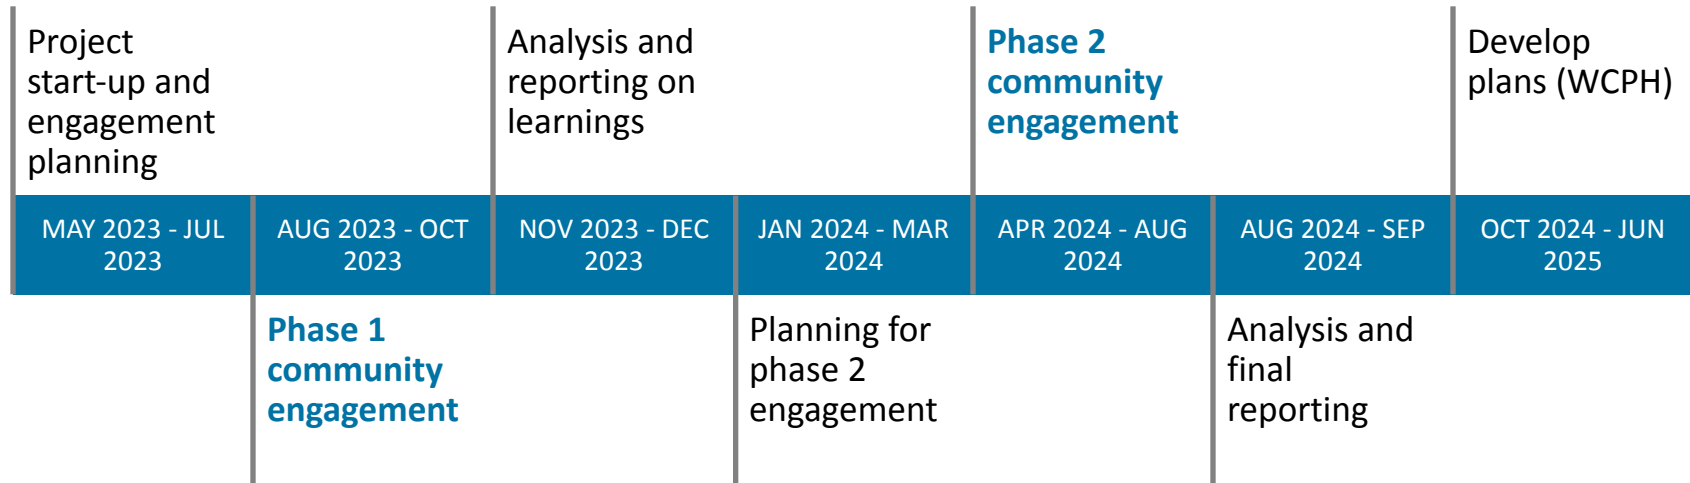 Project
start-up and
engagement
planning
Analysis and
reporting on
learnings
Phase 2
community
engagement
Develop
plans (WCPH)
MAY 2023 - JUL
2023
AUG 2023 - OCT
2023
NOV 2023 - DEC
2023
JAN 2024 - MAR
2024
APR 2024 - AUG
2024
AUG 2024 - SEP
2024
OCT 2024 - JUN
2025
Phase 1
community
engagement
Planning for
phase 2
engagement
Analysis and
final
reporting